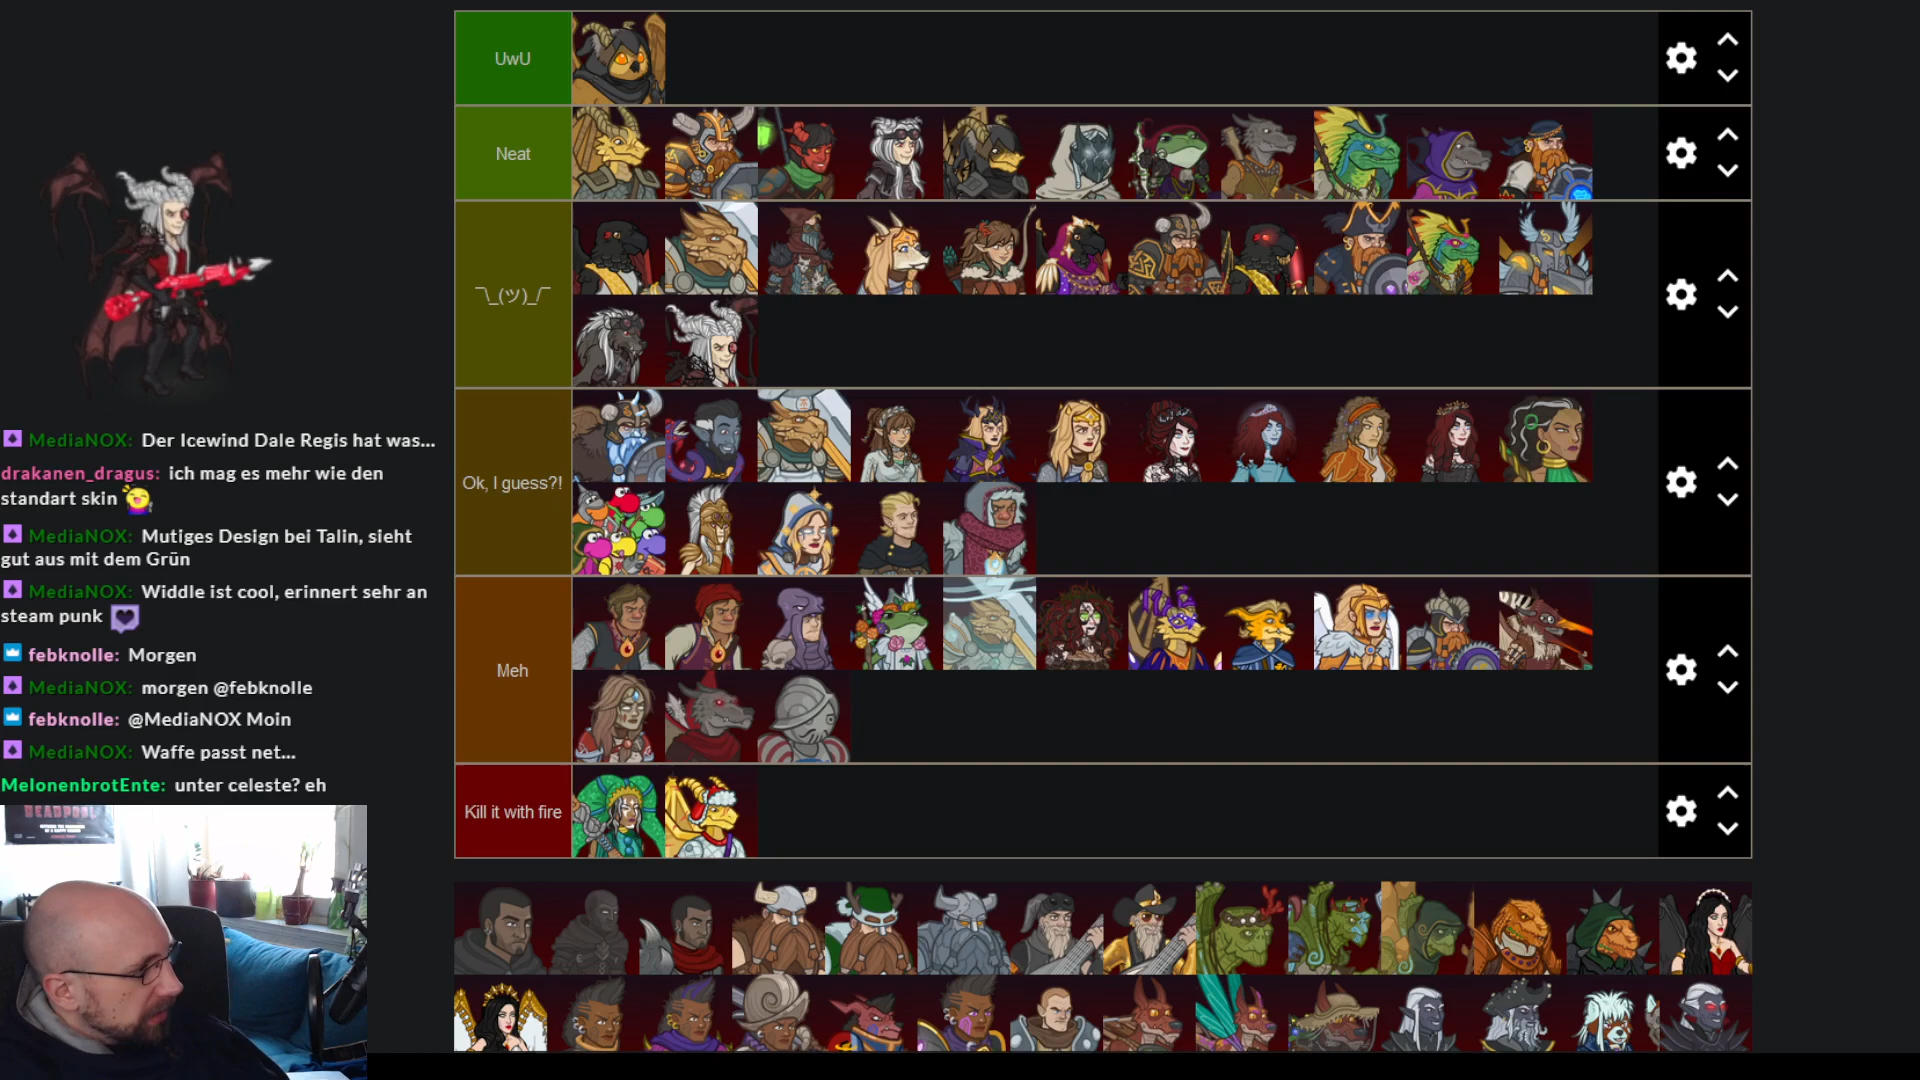 UwU
Neat
¯\_(ツ)_/¯
Ok, I guess?!
Meh
Kill it with fire
MediaNOX: Der Icewind Dale Regis hat was...
drakanen_dragus: ich mag es mehr wie den
standart skin
MediaNOX: Mutiges Design bei Talin, sieht
gut aus mit dem Grün
MediaNOX: Widdle ist cool, erinnert sehr an
steam punk
febknolle: Morgen
MediaNOX: morgen @febknolle
febknolle: @MediaNOX Moin
MediaNOX: Waffe passt net...
MelonenbrotEnte: unter celeste? eh
DEADPOOL